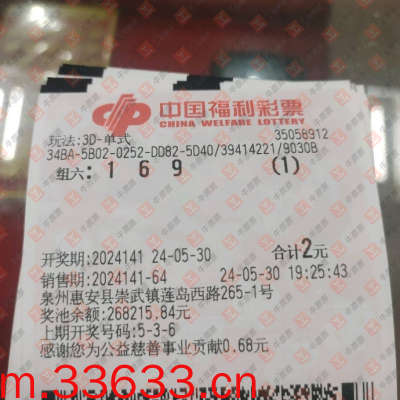 中国福利彩票
CHINA WELFARE LOTTERY
玩法:3D-单式 35058912
34BA-5B02-0252-DD82-5D40/39414221/9030B
组六: 1 6 9 (1)
开奖期:2024141 24-05-30 合计2元
销售期:2024141-64 24-05-30 19:25:43
泉州惠安县崇武镇莲岛西路265-1号
奖池余额:268215.84元
上期开奖号码:5-3-6
感谢您为公益慈善事业贡献0.68元
m.33633.cn